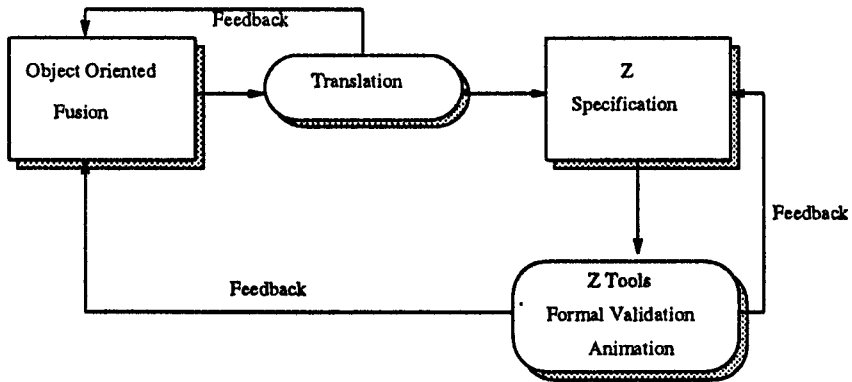 Feedback
Object Oriented
Fusion
Translation
Z
Specification
Feedback
Feedback
Z Tools
Formal Validation
Animation